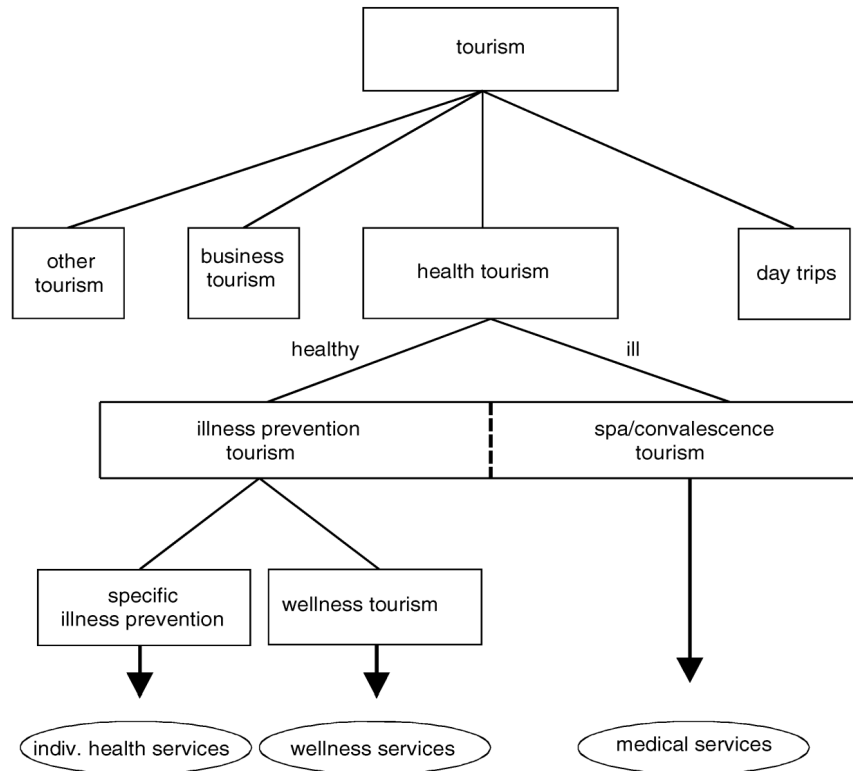 tourism
other
tourism
business
tourism
health tourism
day trips
healthy
ill
illness prevention
tourism
spa/convalescence
tourism
specific
illness prevention
wellness tourism
indiv. health services
wellness services
medical services